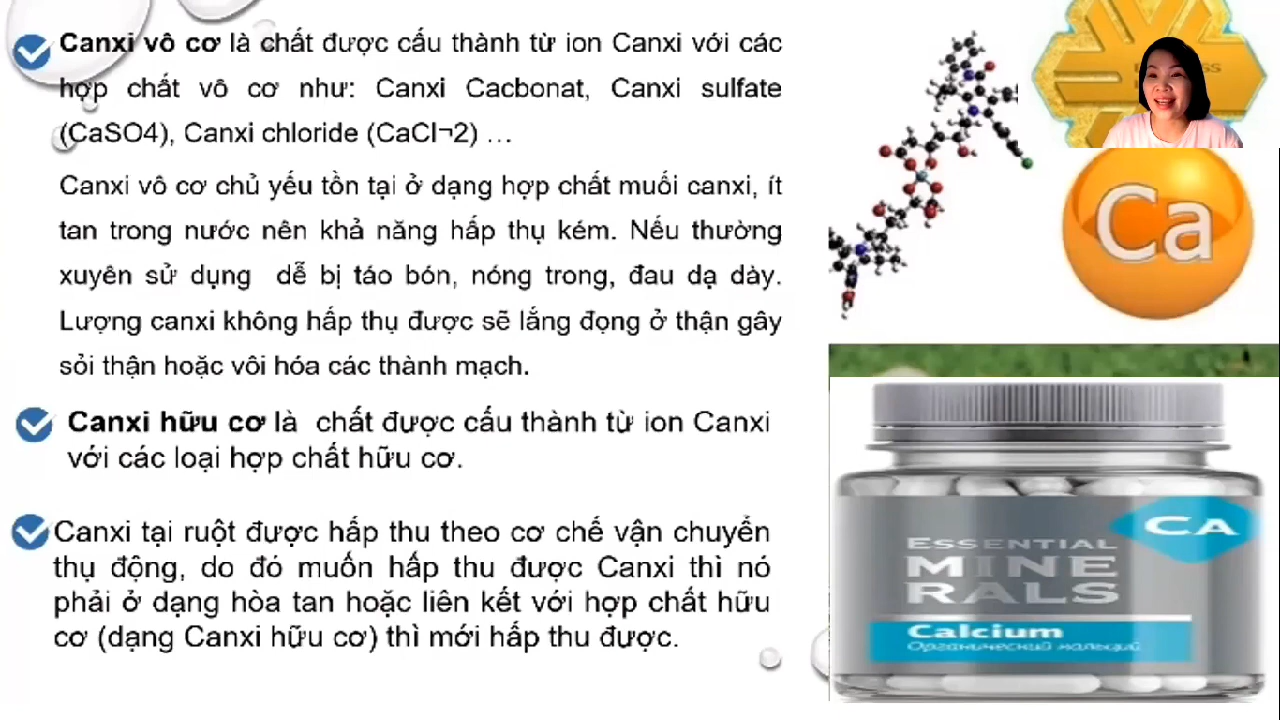 Canxi vô cơ là chất được cấu thành từ ion Canxi với các
hợp chất vô cơ như: Canxi Cacbonat, Canxi sulfate
(CaSO4), Canxi chloride (CaCl¬2) …
Canxi vô cơ chủ yếu tồn tại ở dạng hợp chất muối canxi, ít
tan trong nước nên khả năng hấp thụ kém. Nếu thường
xuyên sử dụng dễ bị táo bón, nóng trong, đau dạ dày.
Lượng canxi không hấp thụ được sẽ lắng đọng ở thận gây
sỏi thận hoặc vôi hóa các thành mạch.
Canxi hữu cơ là chất được cấu thành từ ion Canxi
với các loại hợp chất hữu cơ.
Canxi tại ruột được hấp thu theo cơ chế vận chuyển
thụ động, do đó muốn hấp thu được Canxi thì nó
phải ở dạng hòa tan hoặc liên kết với hợp chất hữu
cơ (dạng Canxi hữu cơ) thì mới hấp thu được.
Ca
CA
ESSENTIAL
MINE
RALS
Calcium
Органический кальций